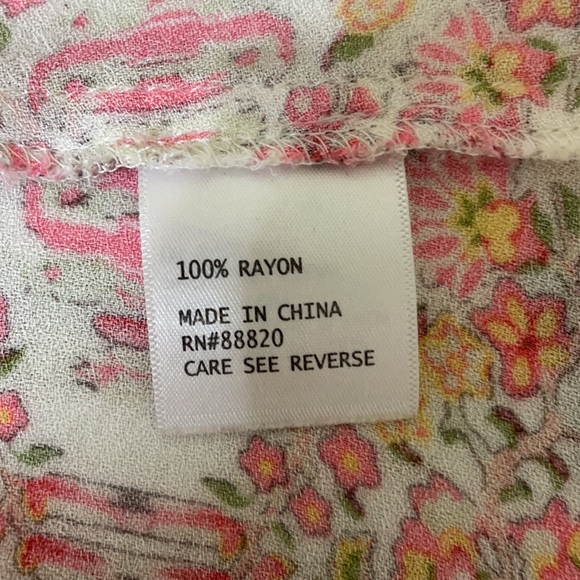 100% RAYON
MADE IN CHINA
RN#88820
CARE SEE REVERSE